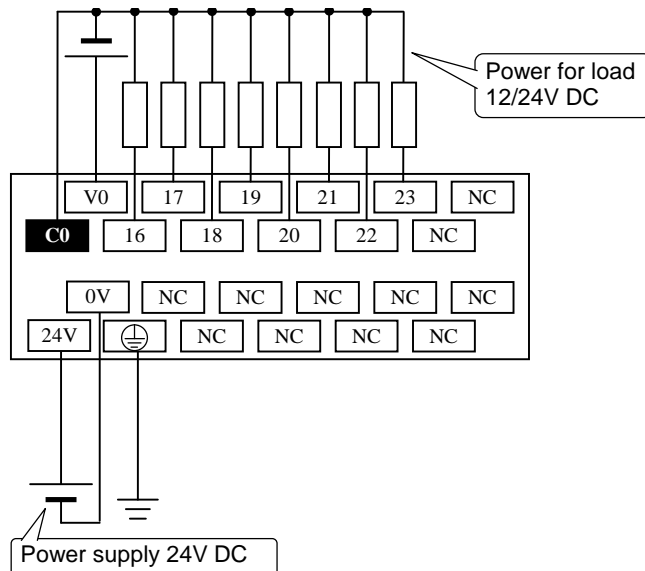 Power for load
12/24V DC
V0 17 19 21 23 NC
C0 16 18 20 22 NC
0V NC NC NC NC NC
24V NC NC NC NC
Power supply 24V DC